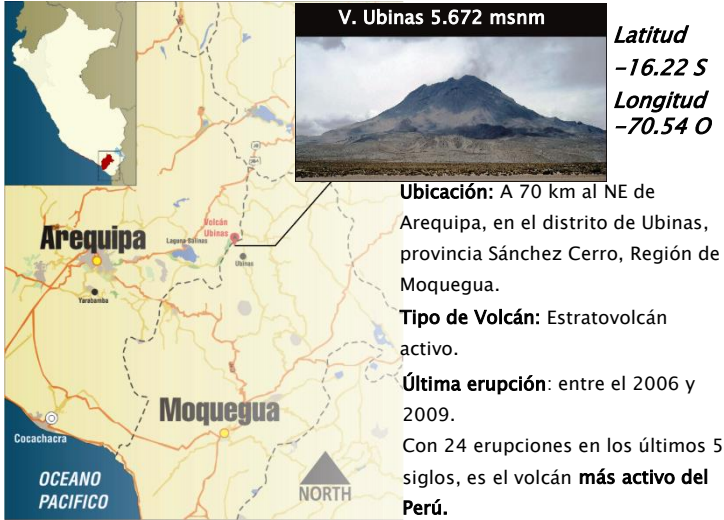 V. Ubinas 5.672 msnm
Latitud
-16.22 S
Longitud
-70.54 O
Ubicación: A 70 km al NE de
Arequipa, en el distrito de Ubinas,
provincia Sánchez Cerro, Región de
Moquegua.
Tipo de Volcán: Estratovolcán
activo.
Última erupción: entre el 2006 y
2009.
Con 24 erupciones en los últimos 5
siglos, es el volcán más activo del
Perú.
Volcán
Ubinas
Arequipa
Laguna Salinas
Ubinas
Yarabamba
Moquegua
Cocachacra
OCEANO
PACIFICO
NORTH